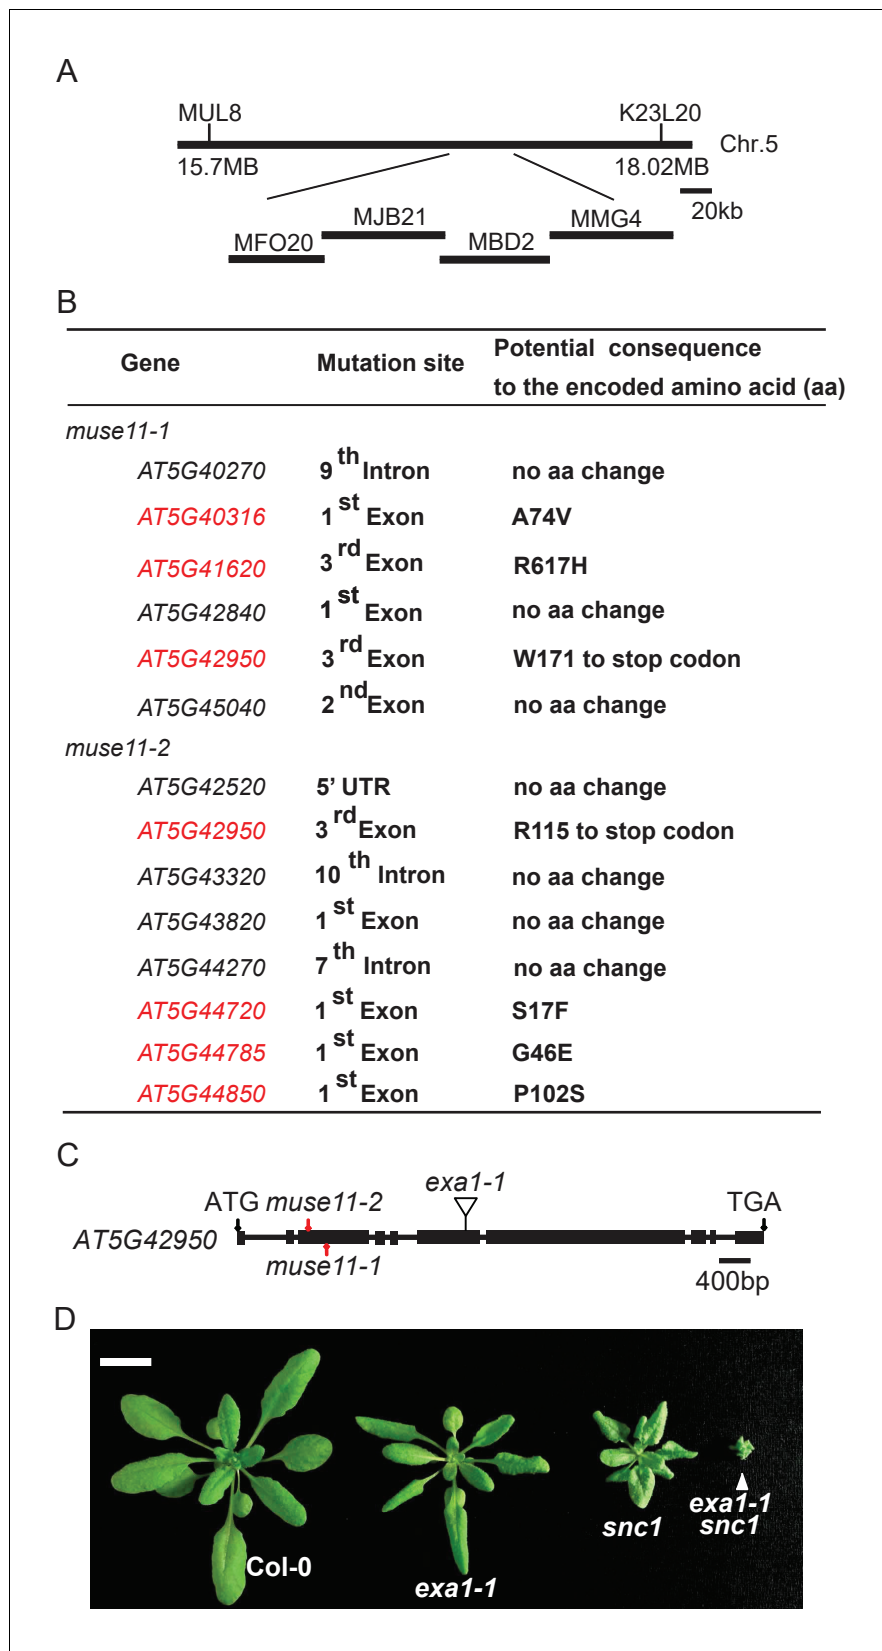 A
MUL8 K23L20
Chr.5
15.7MB 18.02MB
20kb
MJB21 MMG4
MFO20 MBD2
B
Gene Mutation site Potential consequence to the encoded amino acid (aa)
muse11-1
AT5G40270 9th Intron no aa change
AT5G40316 1st Exon A74V
AT5G41620 3rd Exon R617H
AT5G42840 1st Exon no aa change
AT5G42950 3rd Exon W171 to stop codon
AT5G45040 2nd Exon no aa change
muse11-2
AT5G42520 5’ UTR no aa change
AT5G42950 3rd Exon R115 to stop codon
AT5G43320 10th Intron no aa change
AT5G43820 1st Exon no aa change
AT5G44270 7th Intron no aa change
AT5G44720 1st Exon S17F
AT5G44785 1st Exon G46E
AT5G44850 1st Exon P102S
C
exa1-1
ATG muse11-2 TGA
AT5G42950
muse11-1
400bp
D
Col-0
exa1-1
snc1
exa1-1
snc1